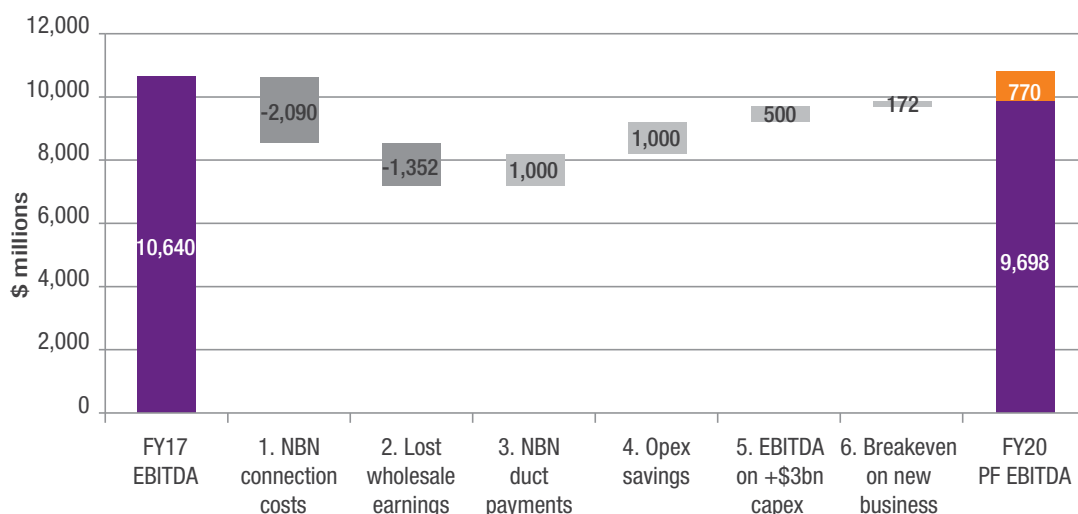 12,000
10,000
8,000
6,000
4,000
2,000
0
$ millions
10,640
-2,090
-1,352
1,000
1,000
500
172
770
9,698
FY17
EBITDA
1. NBN
connection
costs
2. Lost
wholesale
earnings
3. NBN
duct
payments
4. Opex
savings
5. EBITDA
on +$3bn
capex
6. Breakeven
on new
business
FY20
PF EBITDA